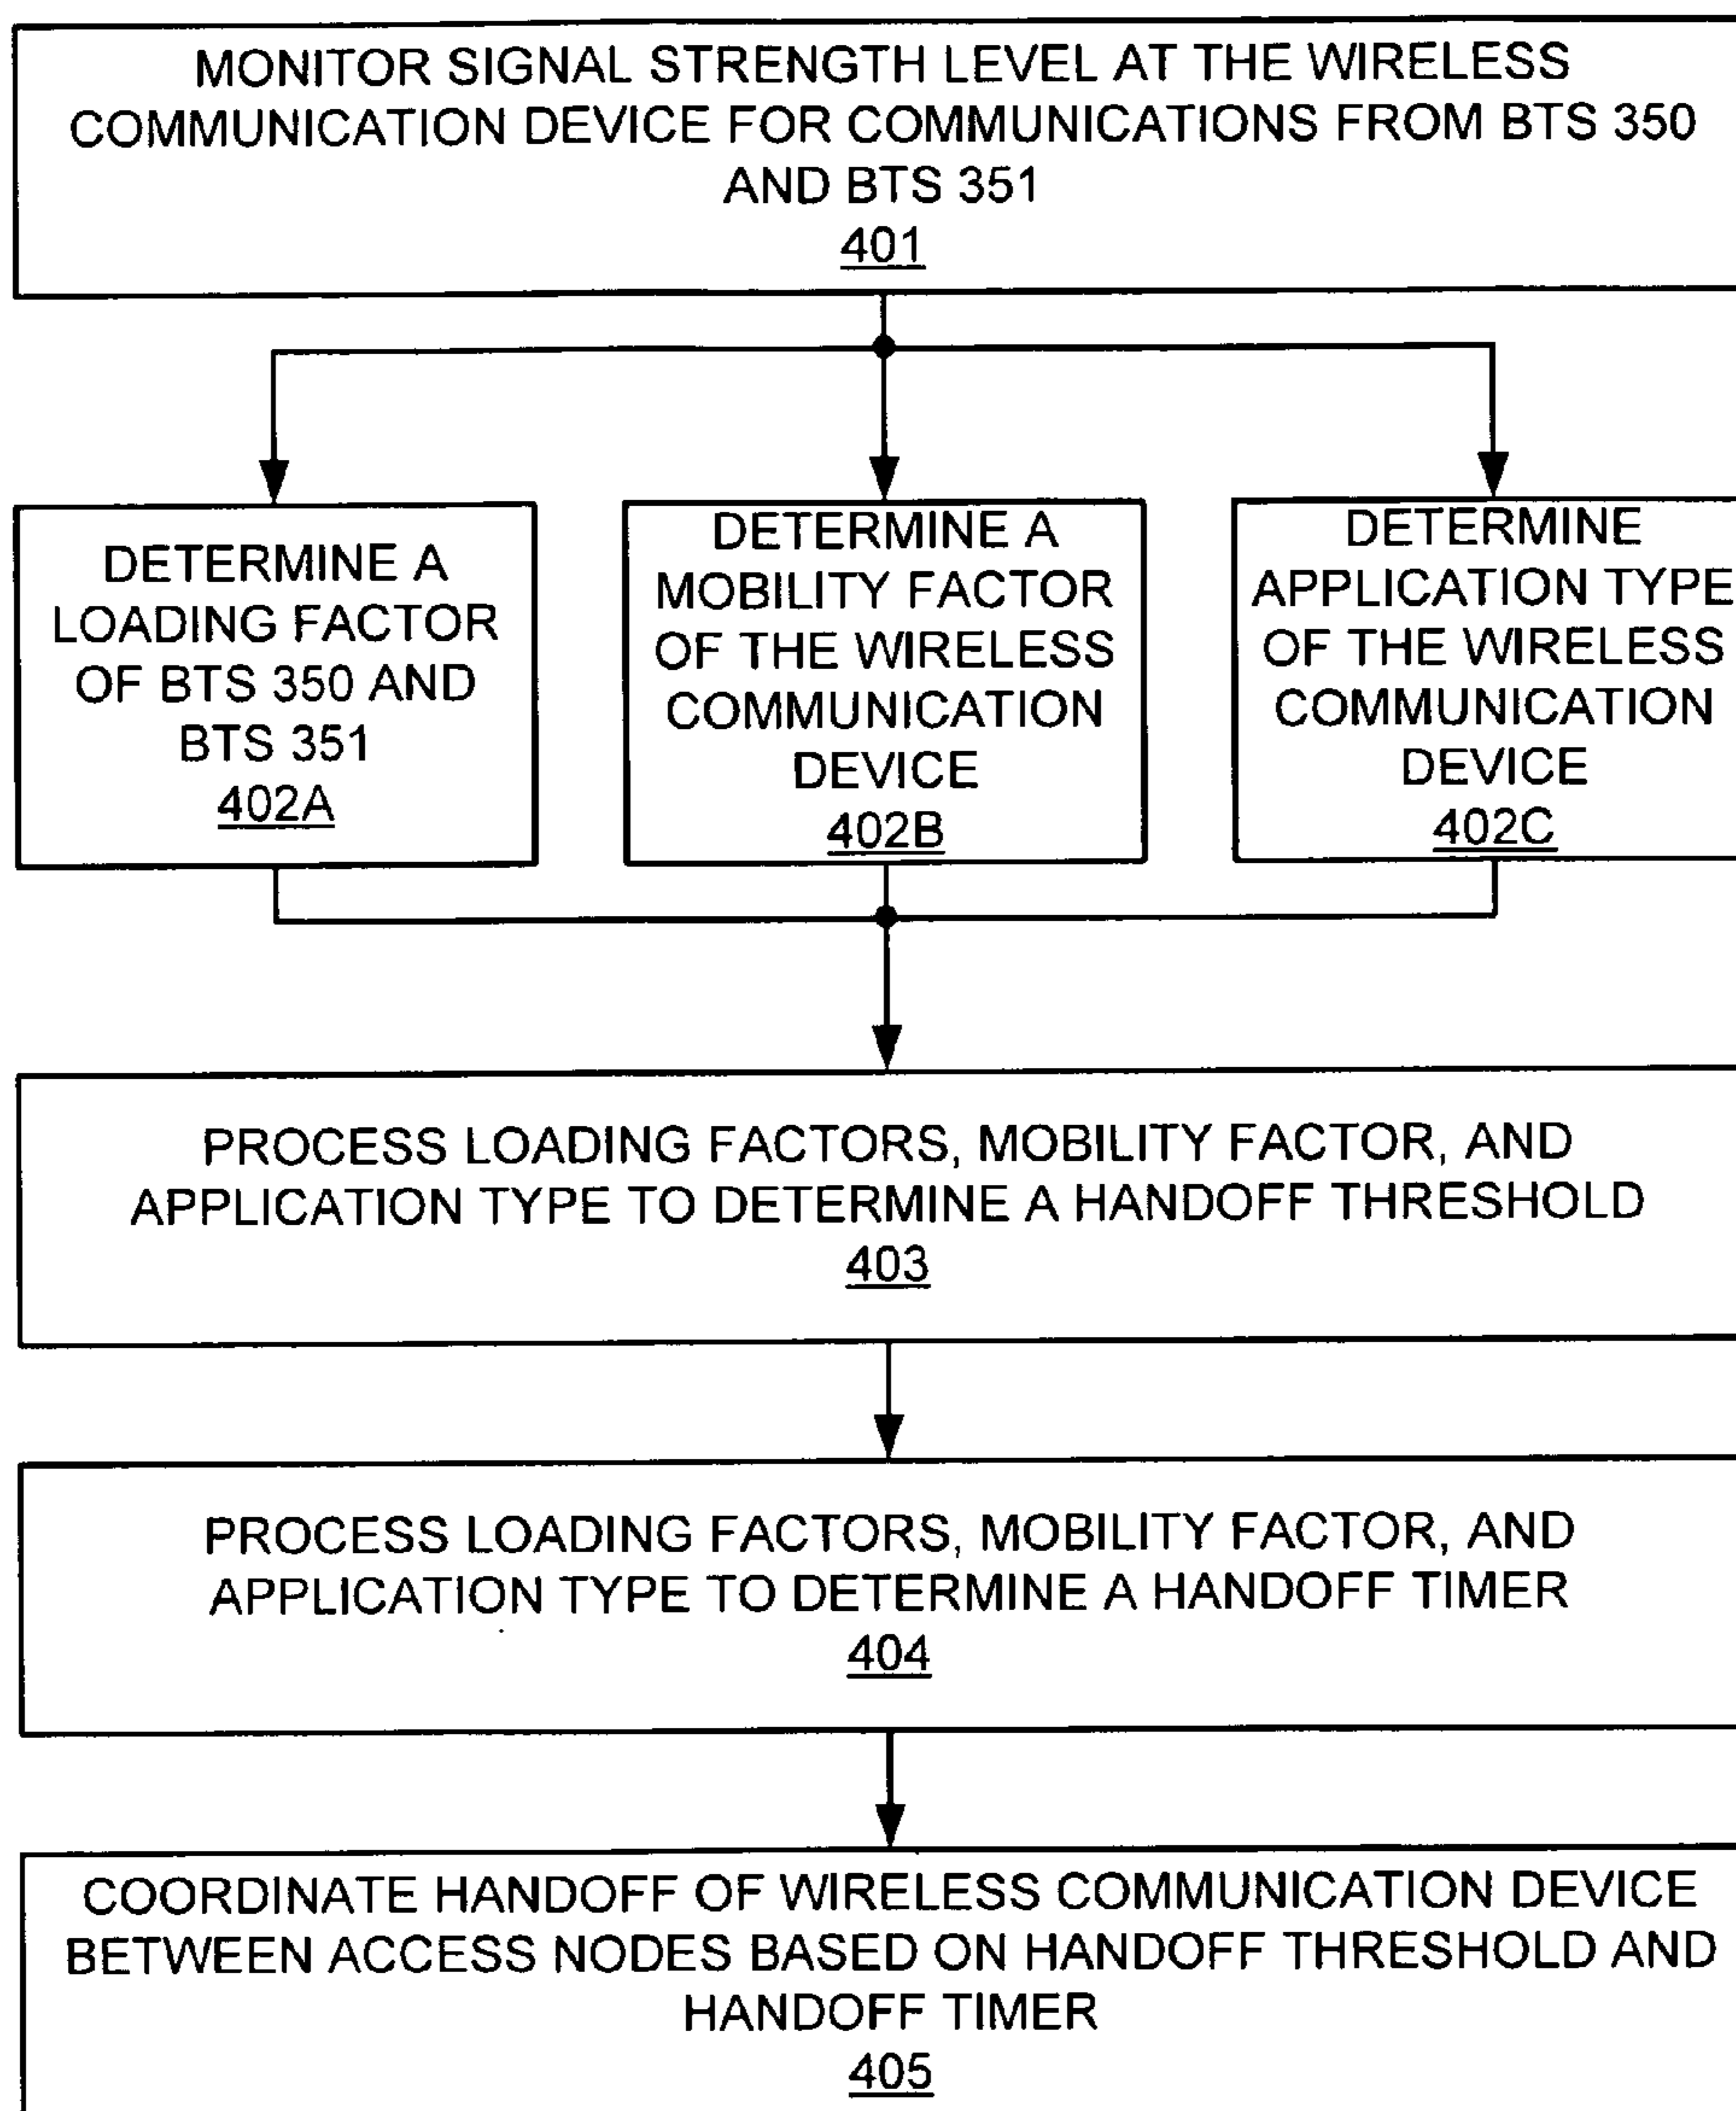 MONITOR SIGNAL STRENGTH LEVEL AT THE WIRELESS
COMMUNICATION DEVICE FOR COMMUNICATIONS FROM BTS 350
AND BTS 351
401
DETERMINE A
LOADING FACTOR
OF BTS 350 AND
BTS 351
402A
DETERMINE A
MOBILITY FACTOR
OF THE WIRELESS
COMMUNICATION
DEVICE
402B
DETERMINE
APPLICATION TYPE
OF THE WIRELESS
COMMUNICATION
DEVICE
402C
PROCESS LOADING FACTORS, MOBILITY FACTOR, AND
APPLICATION TYPE TO DETERMINE A HANDOFF THRESHOLD
403
PROCESS LOADING FACTORS, MOBILITY FACTOR, AND
APPLICATION TYPE TO DETERMINE A HANDOFF TIMER
404
COORDINATE HANDOFF OF WIRELESS COMMUNICATION DEVICE
BETWEEN ACCESS NODES BASED ON HANDOFF THRESHOLD AND
HANDOFF TIMER
405